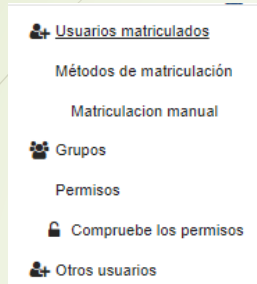 Usuarios matriculados
Métodos de matriculación
Matriculacion manual
Grupos
Permisos
Compruebe los permisos
Otros usuarios